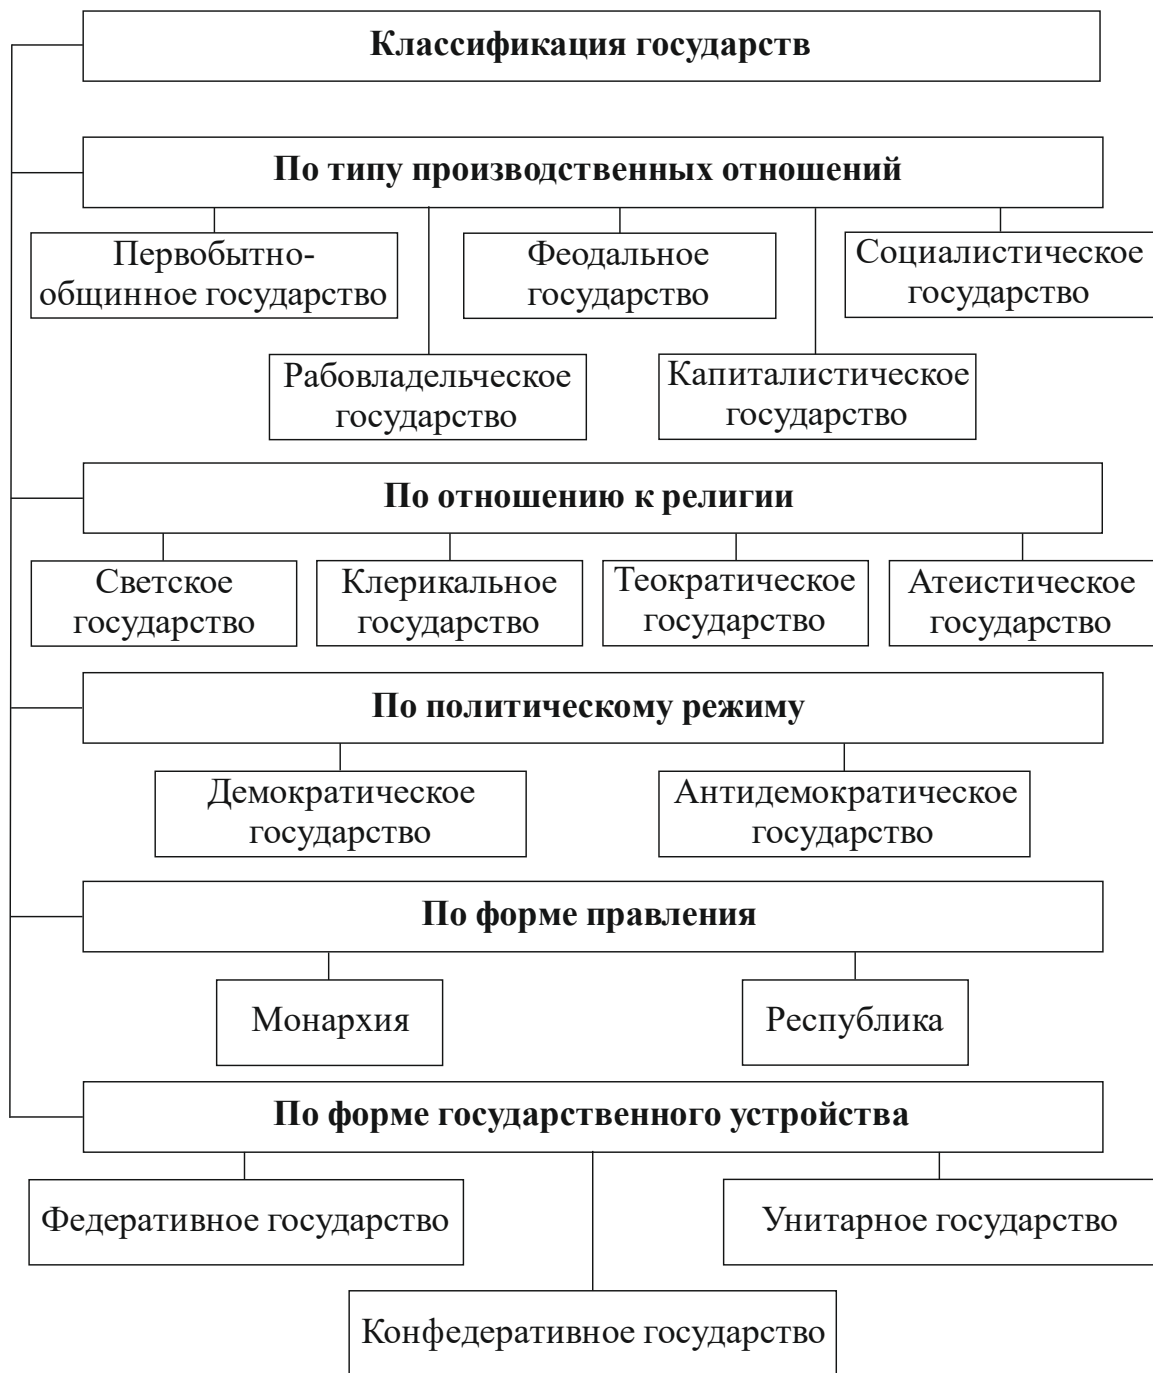 Классификация государств
По типу производственных отношений
Первобытно-
общинное государство
Феодальное
государство
Социалистическое
государство
Рабовладельческое
государство
Капиталистическое
государство
По отношению к религии
Светское
государство
Клерикальное
государство
Теократическое
государство
Атеистическое
государство
По политическому режиму
Демократическое
государство
Антидемократическое
государство
По форме правления
Монархия
Республика
По форме государственного устройства
Федеративное государство
Унитарное государство
Конфедеративное государство